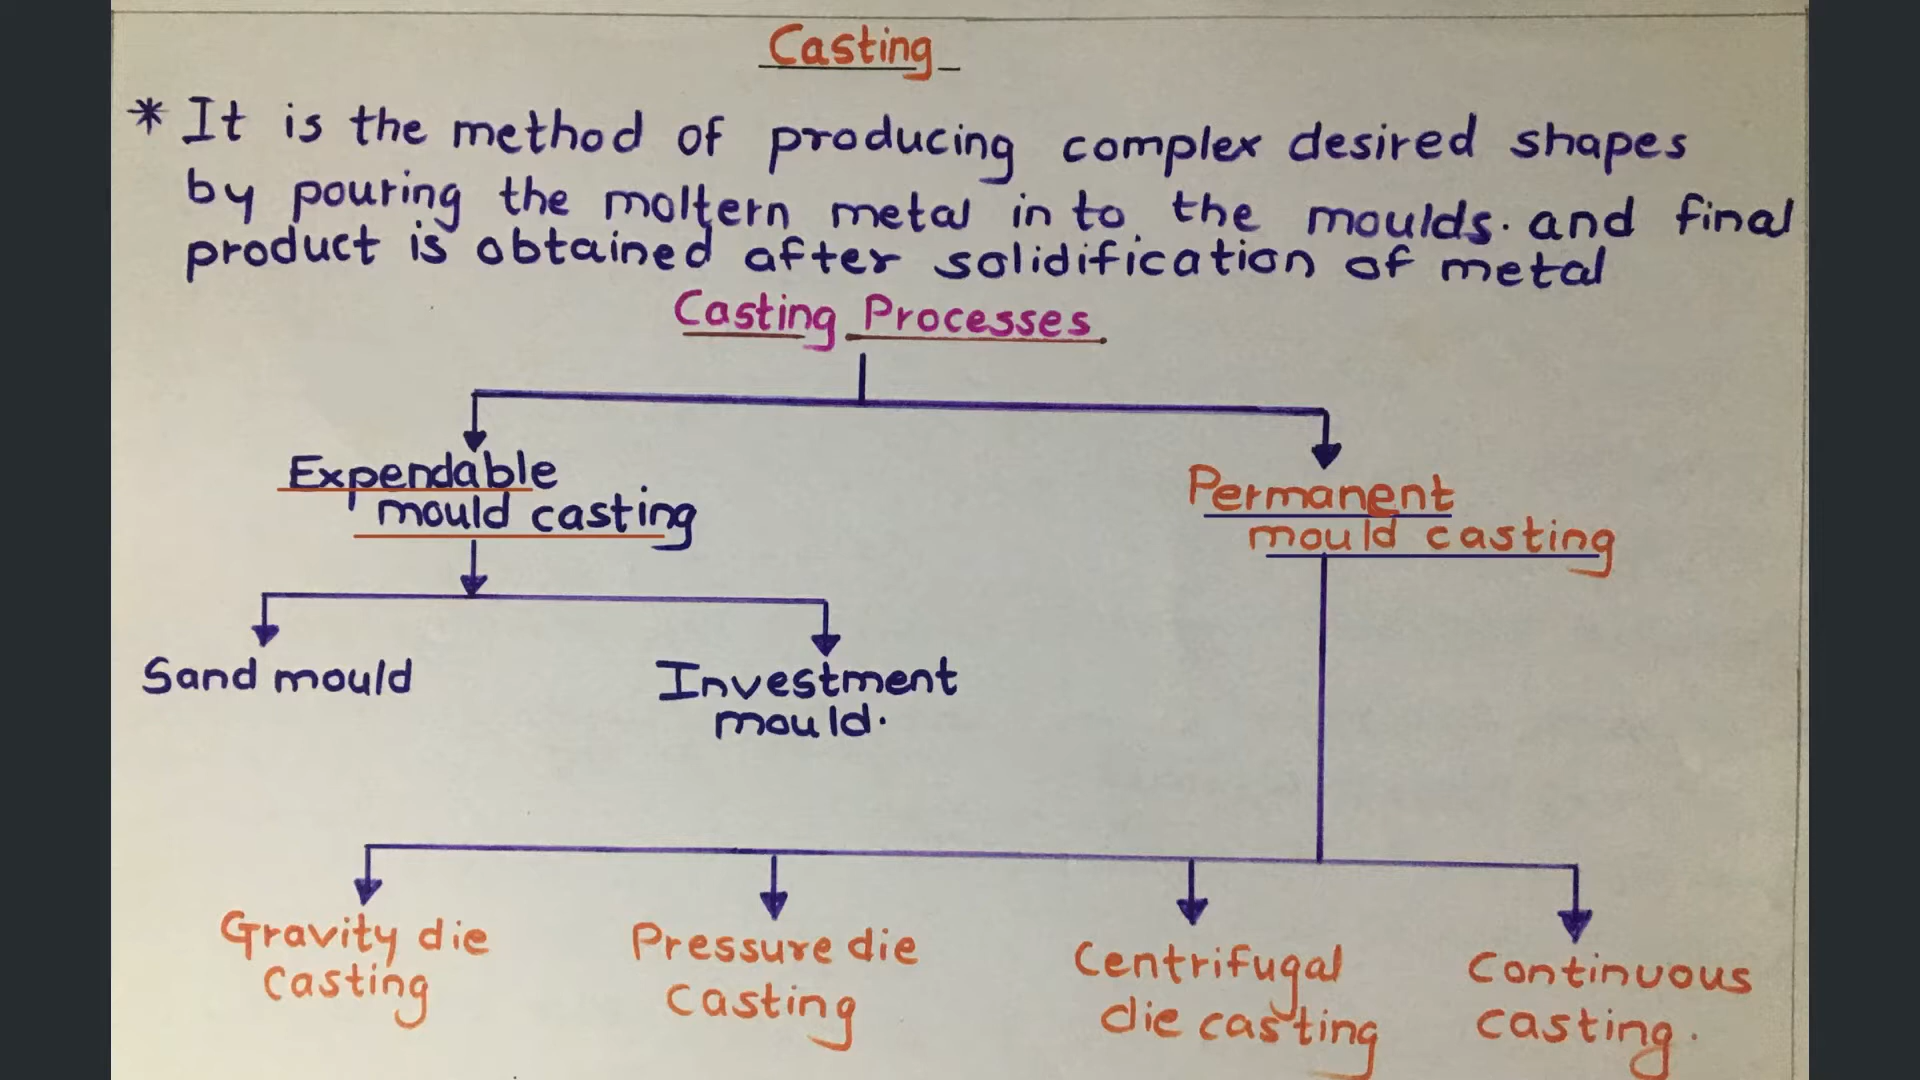 Casting
* It is the method of producing complex desired shapes
by pouring the moltern metal in to the moulds. and final
product is obtained after solidification of metal
Casting Processes
Expendable
mould casting
Permanent
mould casting
Sand mould
Investment
mould.
Gravity die
casting
Pressure die
casting
Centrifugal
die casting
Continuous
casting.